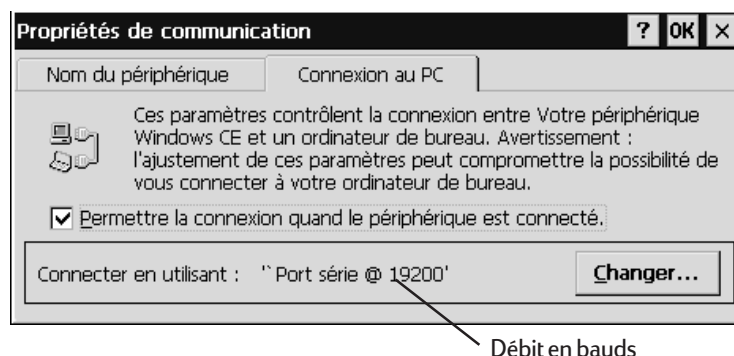 Propriétés de communication ? OK ×
Nom du périphérique Connexion au PC
Ces paramètres contrôlent la connexion entre Votre périphérique
Windows CE et un ordinateur de bureau. Avertissement :
l'ajustement de ces paramètres peut compromettre la possibilité de
vous connecter à votre ordinateur de bureau.
Permettre la connexion quand le périphérique est connecté.
Connecter en utilisant : '`Port série @ 19200' Changer...
Débit en bauds